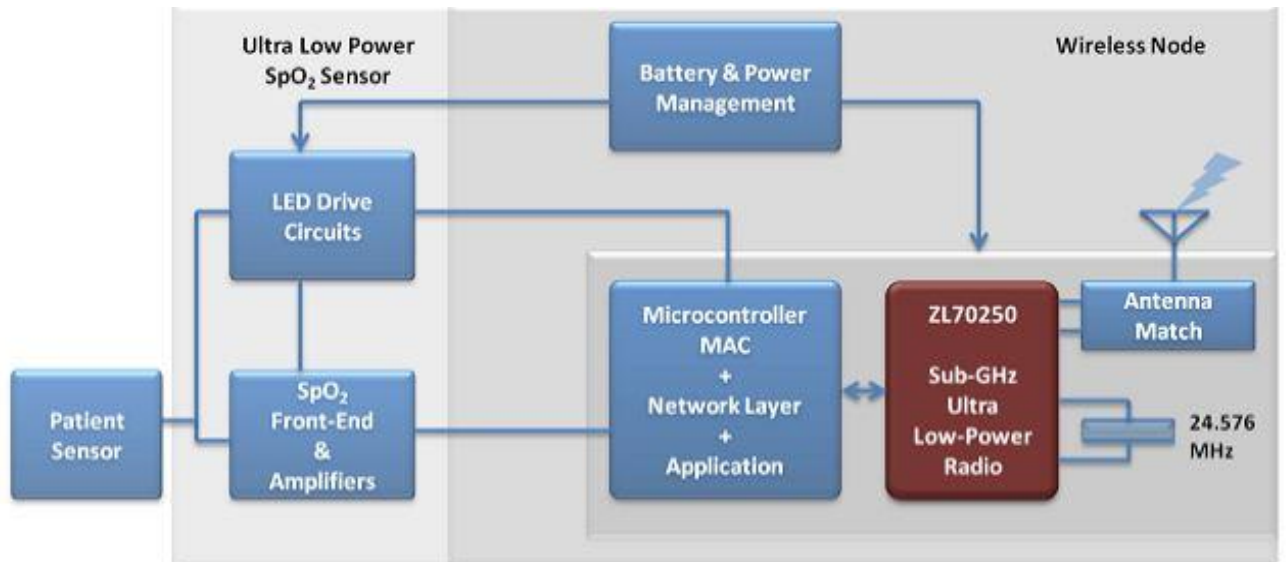 Ultra Low Power
SpO₂ Sensor
Battery & Power
Management
Wireless Node
LED Drive
Circuits
Patient
Sensor
SpO₂
Front-End
&
Amplifiers
Microcontroller
MAC
+
Network Layer
+
Application
ZL70250
Sub-GHz
Ultra
Low-Power
Radio
Antenna
Match
24.576
MHz